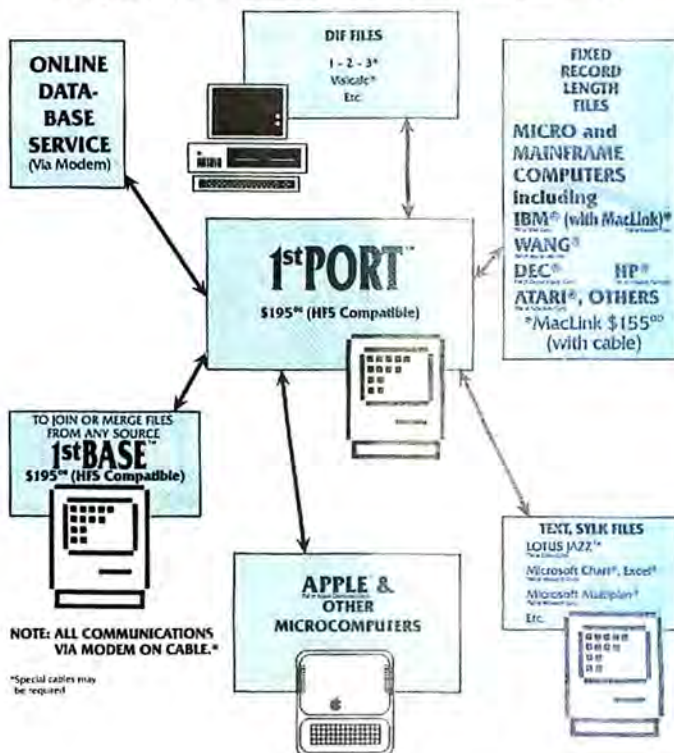 ONLINE
DATA-
BASE
SERVICE
(Via Modem)
DIF FILES
1 - 2 - 3*
Visicalc*
Etc.
FIXED
RECORD
LENGTH
FILES
MICRO and
MAINFRAME
COMPUTERS
including
IBM® (with MacLink)*
WANG®
DEC® HP®
ATARI®, OTHERS
*MacLink $155⁰⁰
(with cable)
1stPORT™
$195⁰⁰ (HFS Compatible)
TO JOIN OR MERGE FILES
FROM ANY SOURCE
1stBASE™
$195⁰⁰ (HFS Compatible)
NOTE: ALL COMMUNICATIONS
VIA MODEM ON CABLE.*
*Special cables may
be required
APPLE &
OTHER
MICROCOMPUTERS
TEXT, SYLK FILES
LOTUS JAZZ™
Microsoft Chart®, Excel®
Microsoft Multiplan®
Etc.